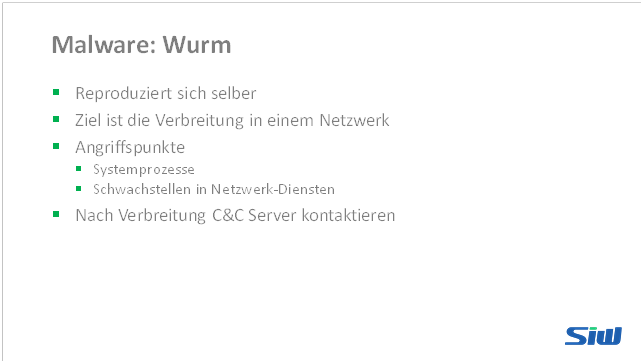 Malware: Wurm
Reproduziert sich selber
Ziel ist die Verbreitung in einem Netzwerk
Angriffspunkte
Systemprozesse
Schwachstellen in Netzwerk-Diensten
Nach Verbreitung C&C Server kontaktieren
SiW